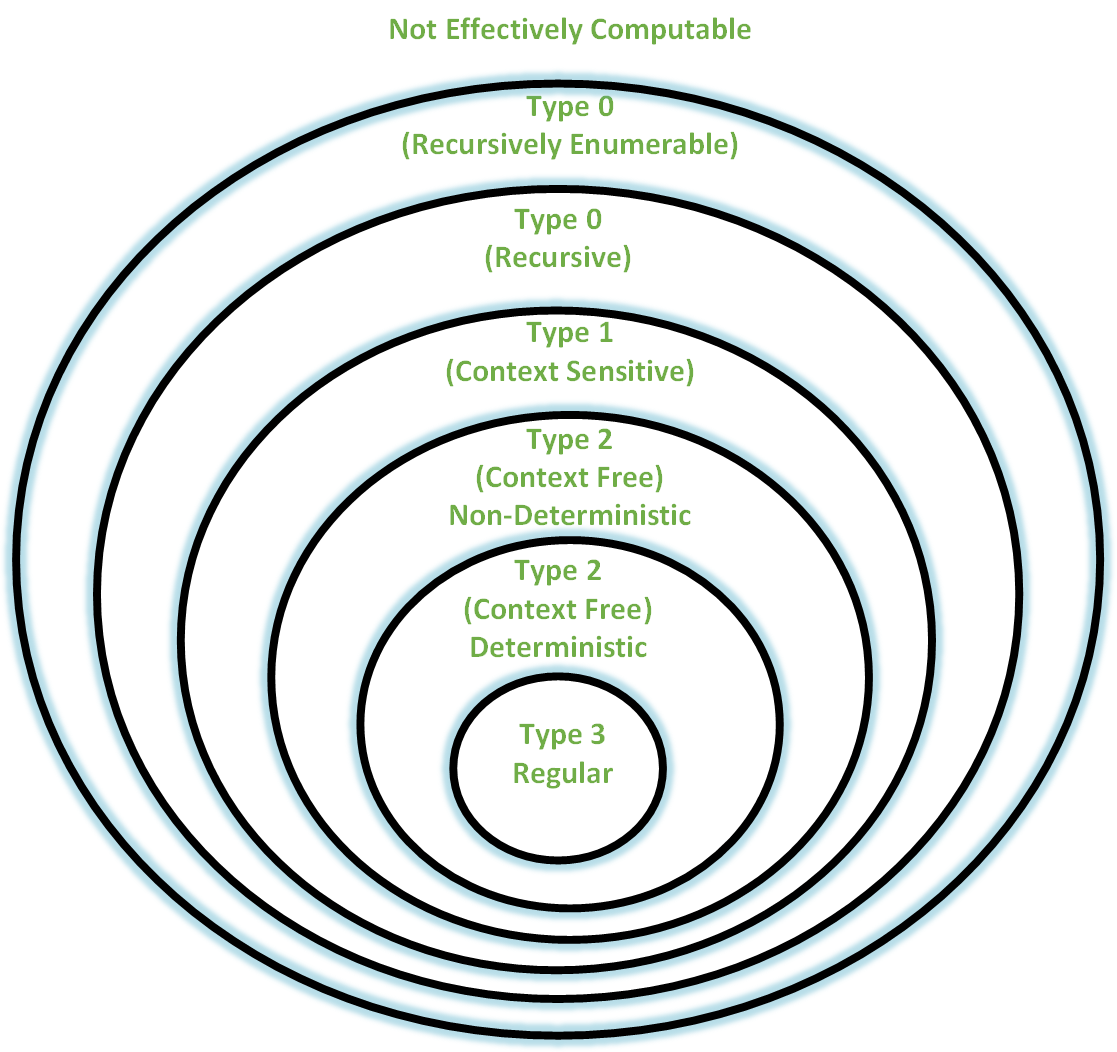 Not Effectively Computable
Type 0
(Recursively Enumerable)
Type 0
(Recursive)
Type 1
(Context Sensitive)
Type 2
(Context Free)
Non-Deterministic
Type 2
(Context Free)
Deterministic
Type 3
Regular